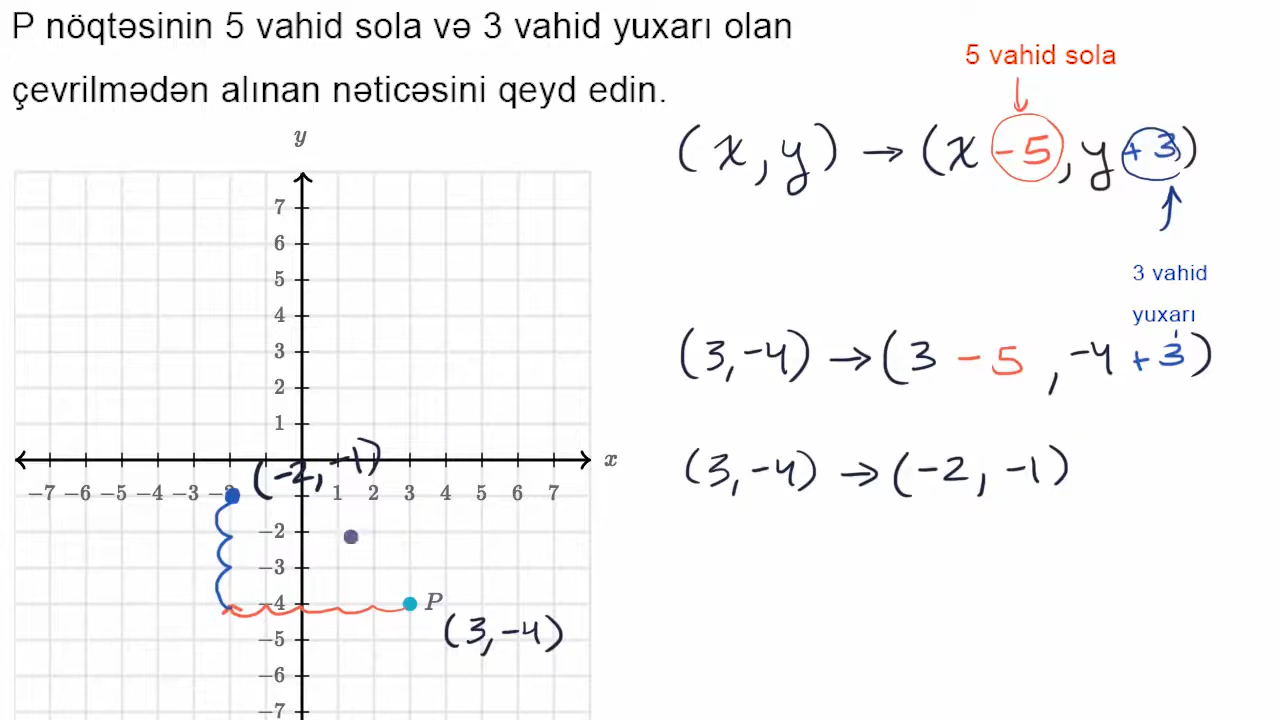 P nöqtəsinin 5 vahid sola və 3 vahid yuxarı olan
çevrilmədən alınan nəticəsini qeyd edin.
5 vahid sola
(x, y) → (x - 5, y + 3)
3 vahid
yuxarı
(3, -4) → (3 - 5, -4 + 3)
(3, -4) → (-2, -1)
y
7
6
5
4
3
2
1
(-2, -1)
x
-7 -6 -5 -4 -3 -2 1 2 3 4 5 6 7
-2
-3
-4
P
(3, -4)
-5
-6
-7